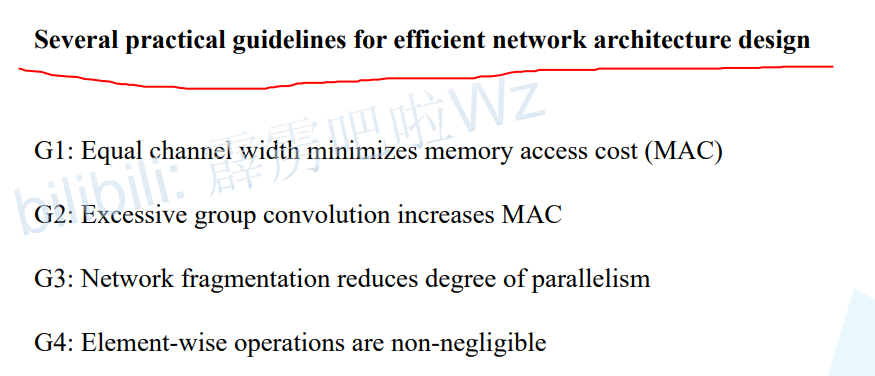 Several practical guidelines for efficient network architecture design
bilibili: 霹雳吧啦Wz
G1: Equal channel width minimizes memory access cost (MAC)
G2: Excessive group convolution increases MAC
G3: Network fragmentation reduces degree of parallelism
G4: Element-wise operations are non-negligible